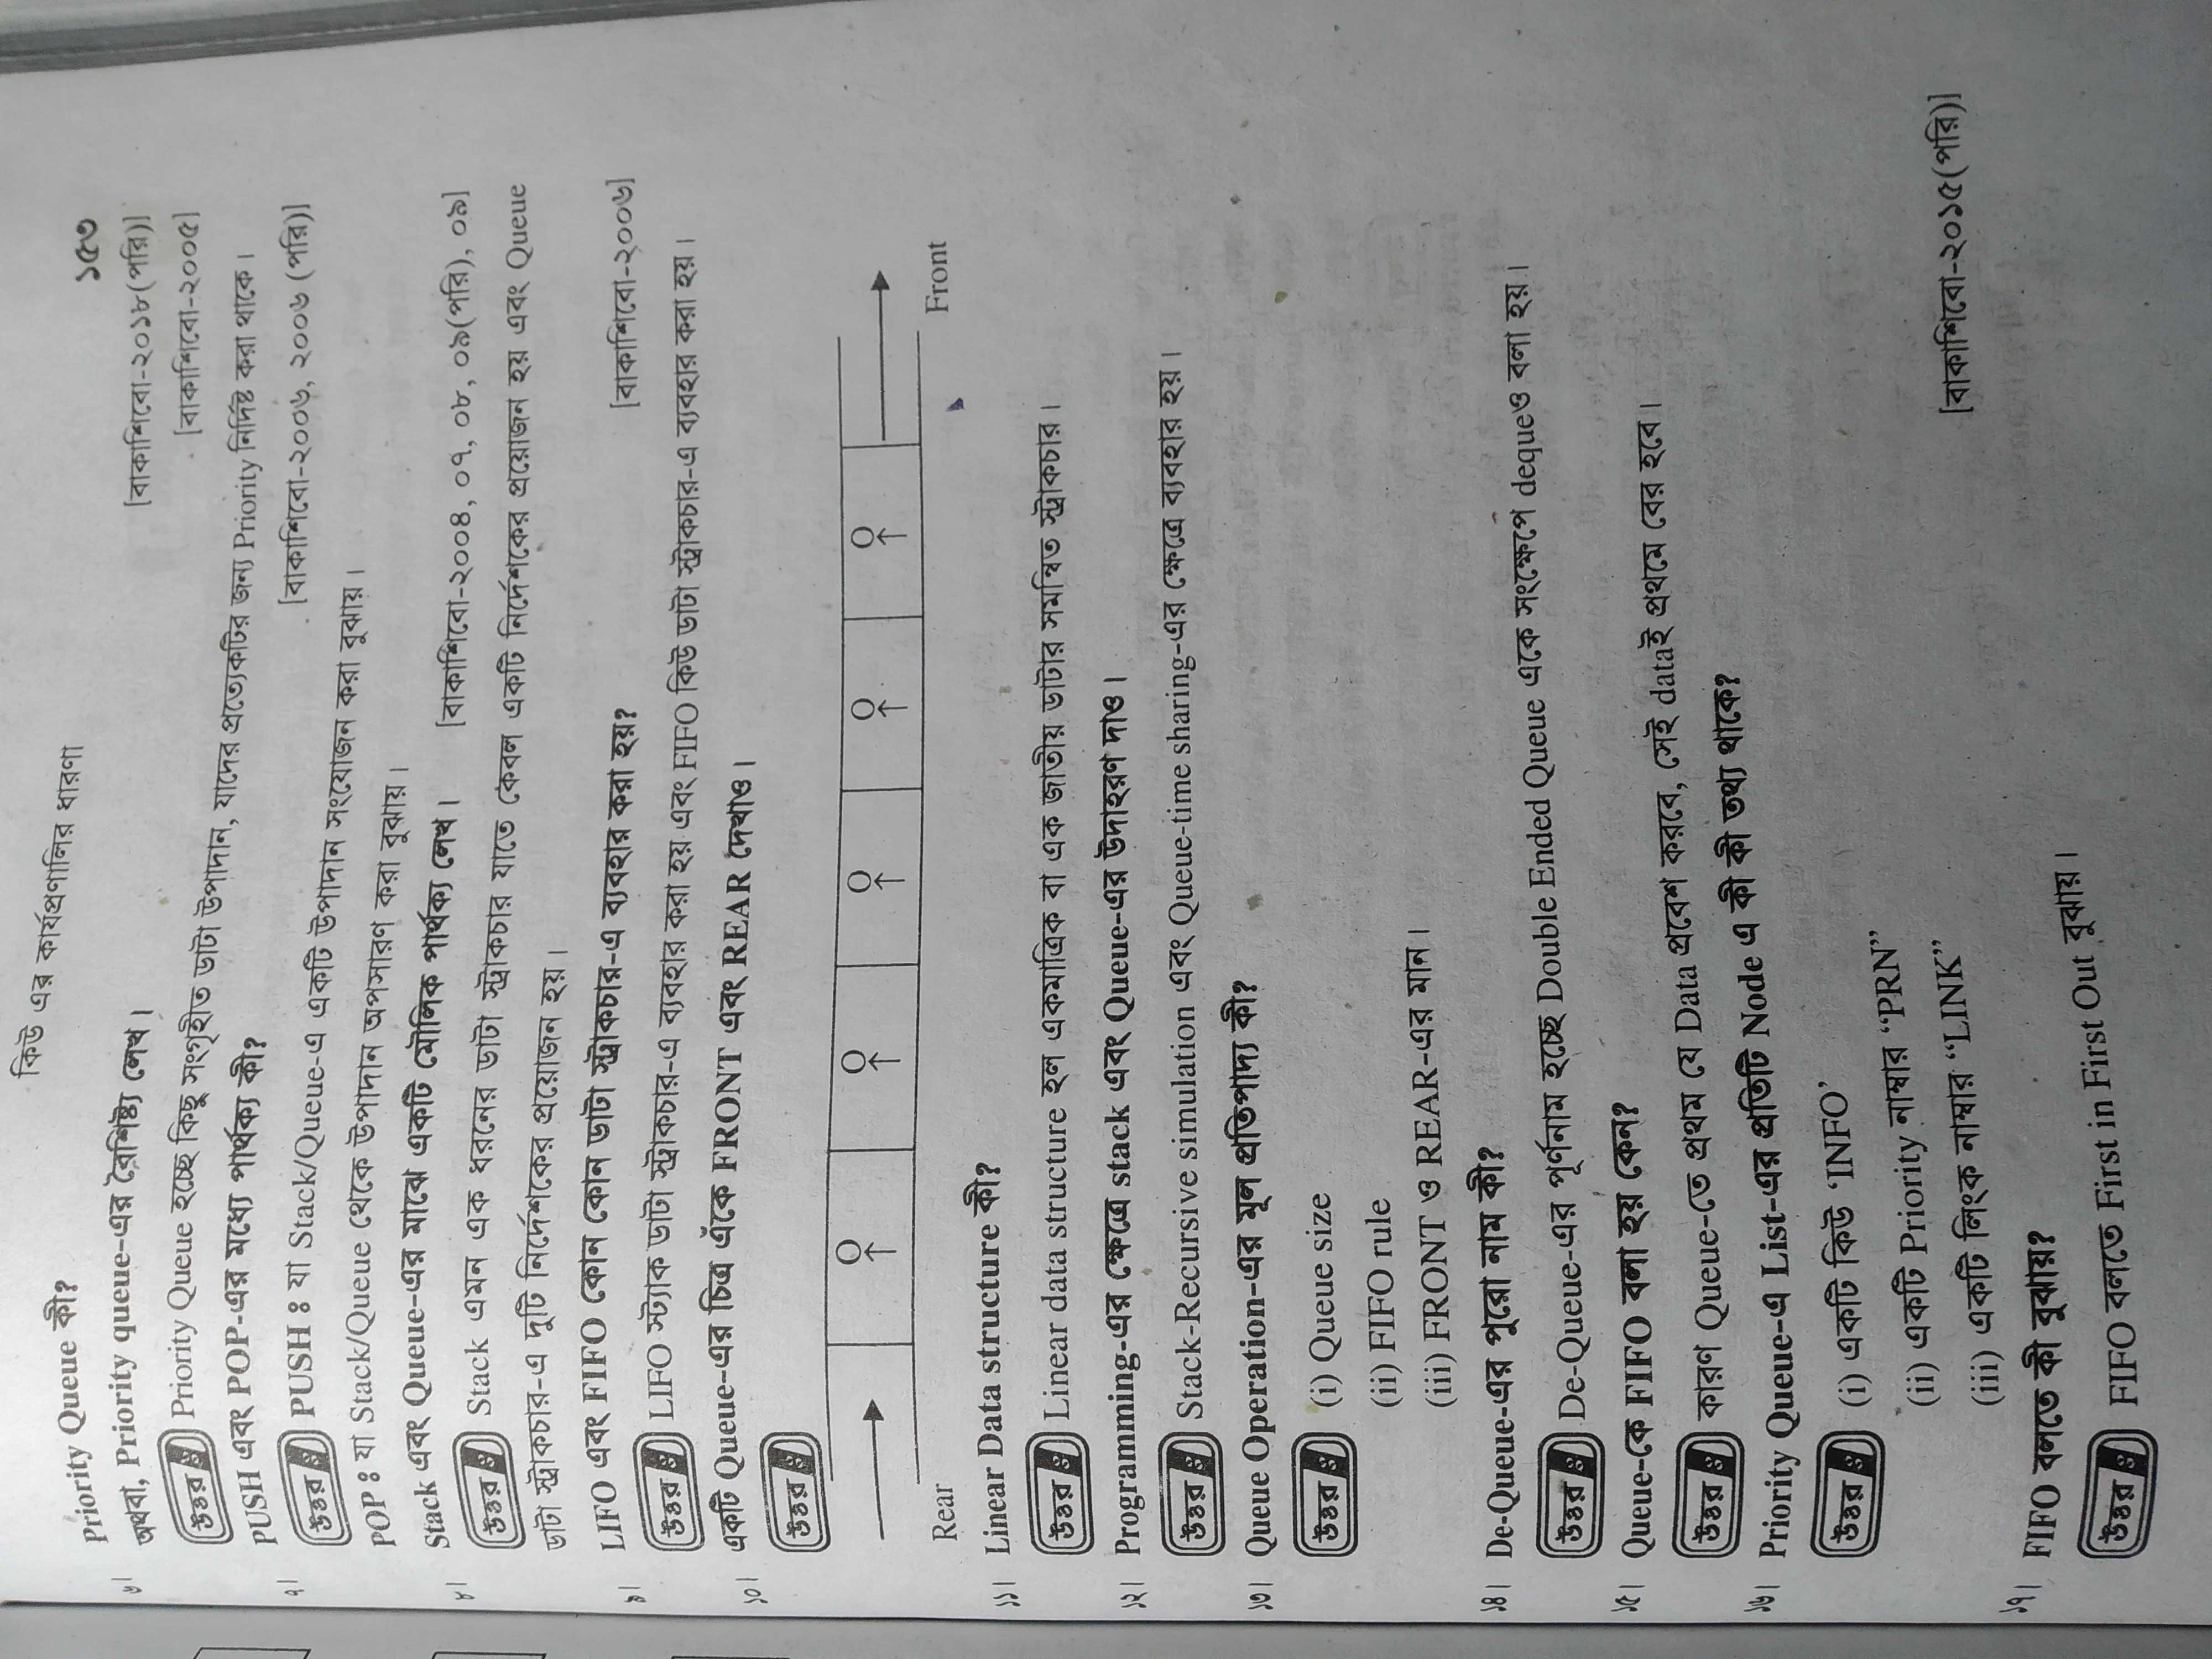 কিউ এর কার্যপ্রণালির ধারণা ১৫৩
Priority Queue কী? [বাকাশিবো-২০১৮(পরি)]
৬। অথবা, Priority queue-এর বৈশিষ্ট্য লেখ। [বাকাশিবো-২০০৫]
উত্তর ঃ Priority Queue হচ্ছে কিছু সংগৃহীত ডাটা উপাদান, যাদের প্রত্যেকটির জন্য Priority নির্দিষ্ট করা থাকে।
PUSH এবং POP-এর মধ্যে পার্থক্য কী? [বাকাশিবো-২০০৬, ২০০৬ (পরি)]
৭। উত্তর ঃ PUSH ঃ যা Stack/Queue-এ একটি উপাদান সংযোজন করা বুঝায়।
POP ঃ যা Stack/Queue থেকে উপাদান অপসারণ করা বুঝায়।
Stack এবং Queue-এর মাঝে একটি মৌলিক পার্থক্য লেখ। [বাকাশিবো-২০০৪, ০৭, ০৮, ০৯(পরি), ০৯]
৮। উত্তর ঃ Stack এমন এক ধরনের ডাটা স্ট্রাকচার যাতে কেবল একটি নির্দেশকের প্রয়োজন হয় এবং Queue
ডাটা স্ট্রাকচার-এ দুটি নির্দেশকের প্রয়োজন হয়।
LIFO এবং FIFO কোন কোন ডাটা স্ট্রাকচার-এ ব্যবহার করা হয়? [বাকাশিবো-২০০৬]
৯। উত্তর ঃ LIFO স্ট্যাক ডাটা স্ট্রাকচার-এ ব্যবহার করা হয় এবং FIFO কিউ ডাটা স্ট্রাকচার-এ ব্যবহার করা হয়।
একটি Queue-এর চিত্র এঁকে FRONT এবং REAR দেখাও।
১০। উত্তর ঃ
Rear Front
১১। Linear Data structure কী?
উত্তর ঃ Linear data structure হল একমাত্রিক বা এক জাতীয় ডাটার সমন্বিত স্ট্রাকচার।
১২। Programming-এর ক্ষেত্রে stack এবং Queue-এর উদাহরণ দাও।
উত্তর ঃ Stack-Recursive simulation এবং Queue-time sharing-এর ক্ষেত্রে ব্যবহার হয়।
১৩। Queue Operation-এর মূল প্রতিপাদ্য কী?
উত্তর ঃ (i) Queue size
(ii) FIFO rule
(iii) FRONT ও REAR-এর মান।
১৪। De-Queue-এর পুরো নাম কী?
উত্তর ঃ De-Queue-এর পূর্ণনাম হচ্ছে Double Ended Queue একে সংক্ষেপে dequeও বলা হয়।
১৫। Queue-কে FIFO বলা হয় কেন?
উত্তর ঃ কারণ Queue-তে প্রথম যে Data প্রবেশ করবে, সেই dataই প্রথমে বের হবে।
১৬। Priority Queue-এ List-এর প্রতিটি Node এ কী কী তথ্য থাকে?
উত্তর ঃ (i) একটি কিউ ‘INFO’
(ii) একটি Priority নাম্বার “PRN”
(iii) একটি লিংক নাম্বার “LINK” [বাকাশিবো-২০১৫(পরি)]
১৭। FIFO বলতে কী বুঝায়?
উত্তর ঃ FIFO বলতে First in First Out বুঝায়।